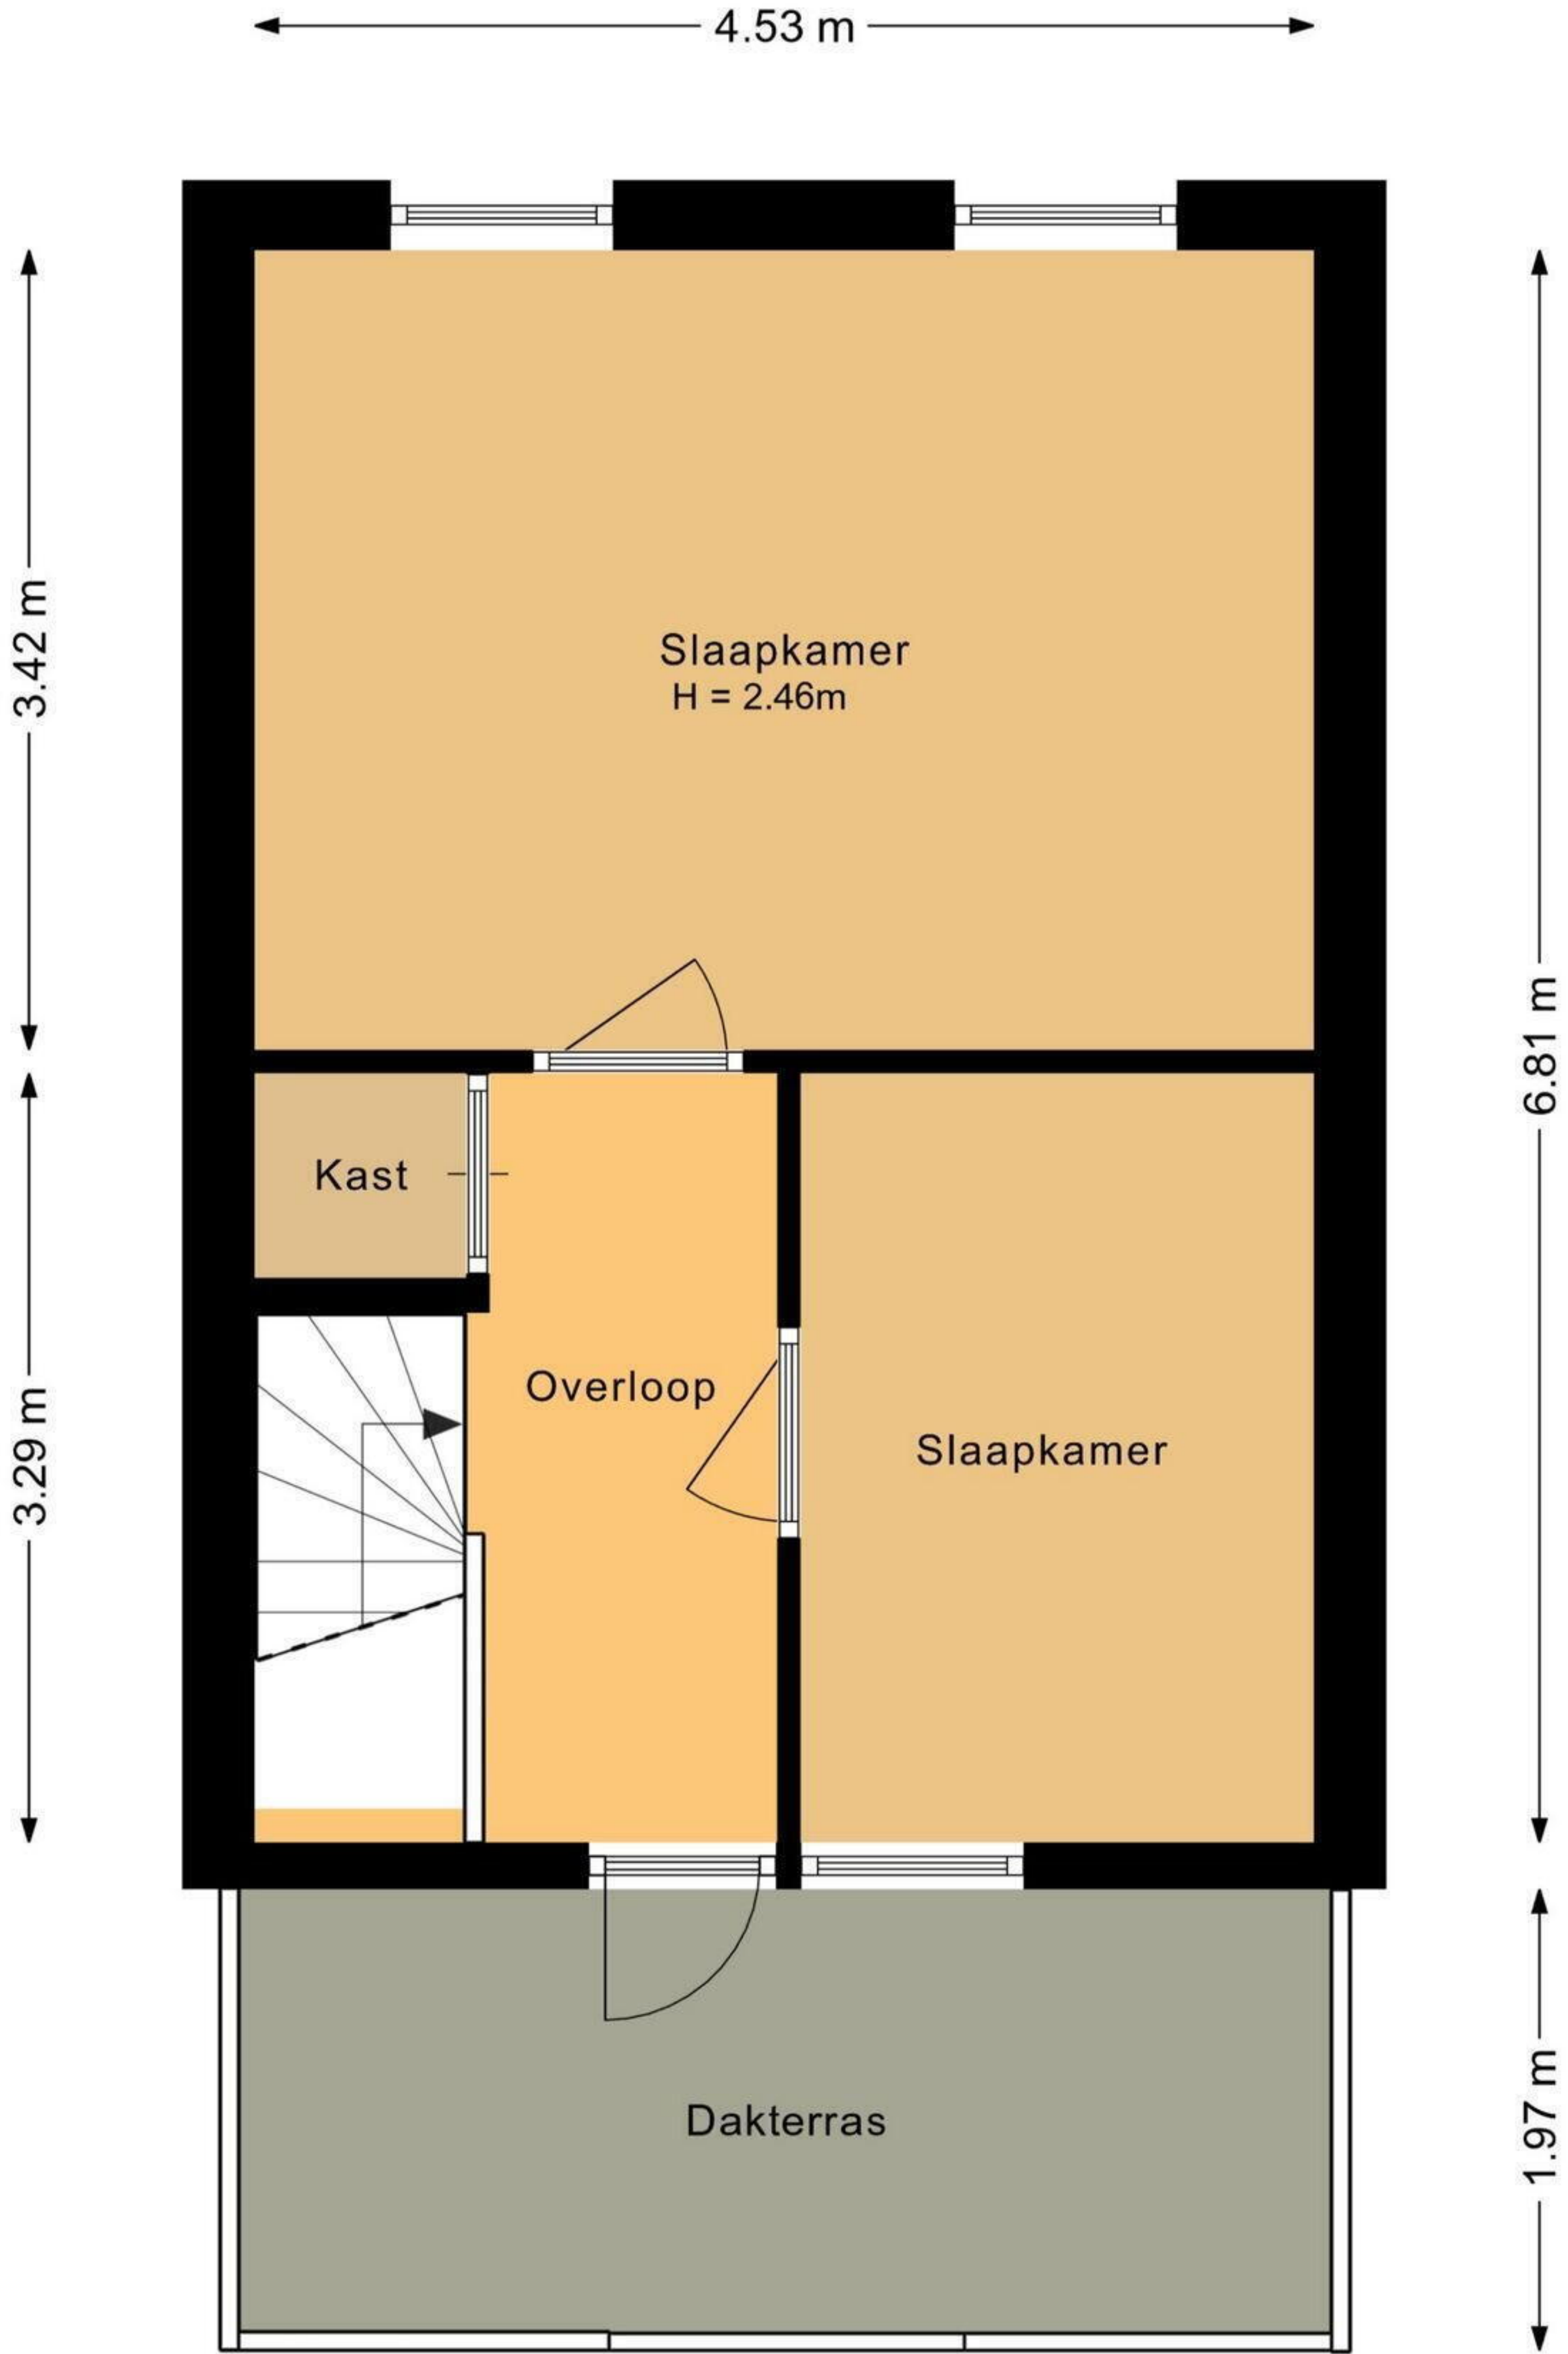 4.53 m
3.42 m
Slaapkamer
H = 2.46m
6.81 m
Kast
Overloop
Slaapkamer
3.29 m
Dakterras
1.97 m